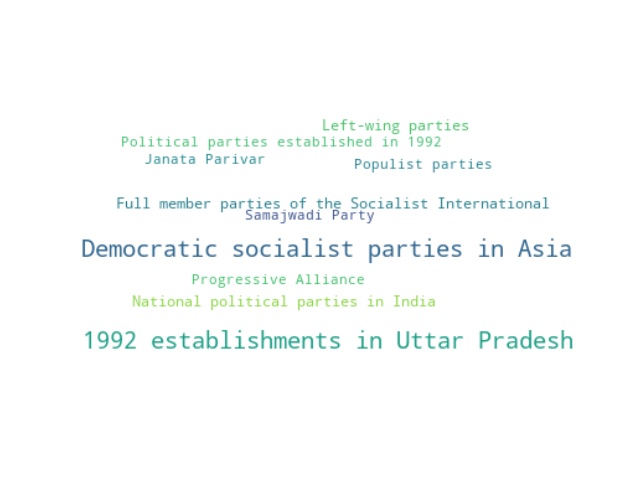 Left-wing parties
Political parties established in 1992
Janata Parivar
Populist parties
Full member parties of the Socialist International
Samajwadi Party
Democratic socialist parties in Asia
Progressive Alliance
National political parties in India
1992 establishments in Uttar Pradesh